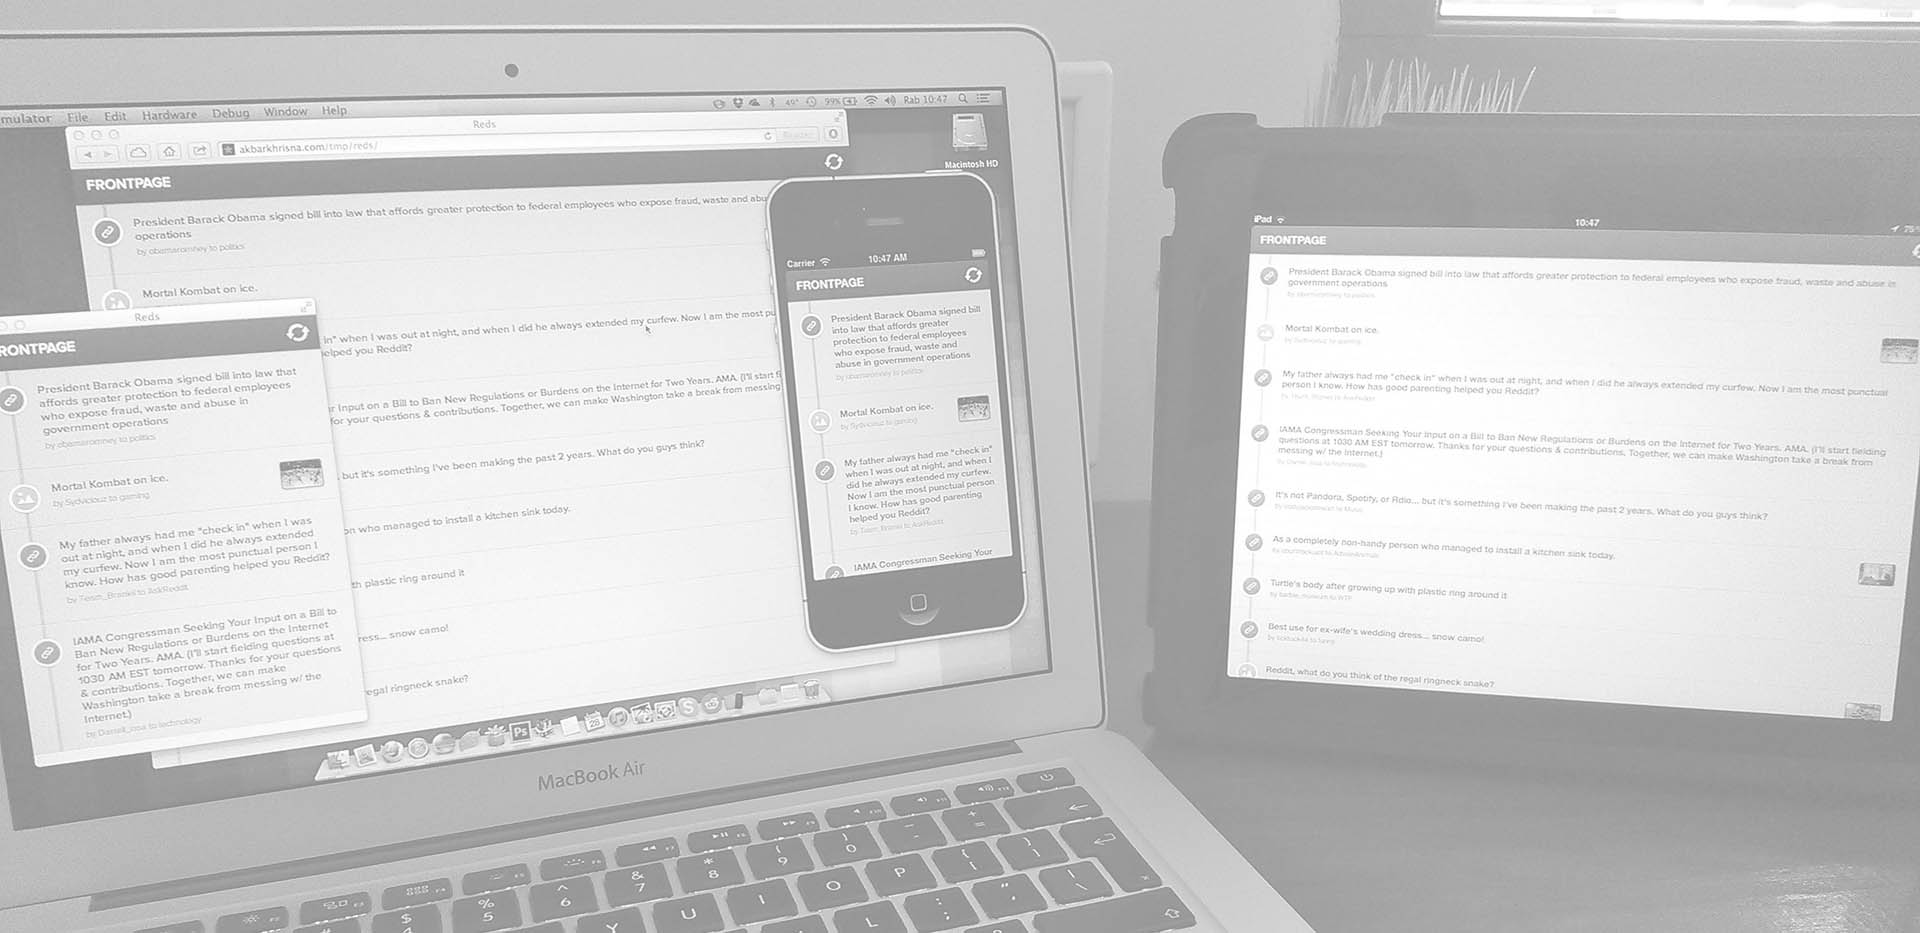 mulator File Edit Hardware Debug Window Help
49° 99% Rab 10:47
Reds
akbarkhrisna.com/tmp/reds/
Reader
Macintosh HD
FRONTPAGE
President Barack Obama signed bill into law that affords greater protection to federal employees who expose fraud, waste and abu
operations
by obamaromney to politics
Mortal Kombat on ice.
in" when I was out at night, and when I did he always extended my curfew. Now I am the most pu
elped you Reddit?
r Input on a Bill to Ban New Regulations or Burdens on the Internet for Two Years. AMA. (I'll start fi
for your questions & contributions. Together, we can make Washington take a break from messing
but it's something I've been making the past 2 years. What do you guys think?
on who managed to install a kitchen sink today.
th plastic ring around it
ress... snow camo!
regal ringneck snake?
Reds
RONTPAGE
President Barack Obama signed bill into law that
affords greater protection to federal employees
who expose fraud, waste and abuse in
government operations
by obamaromney to politics
Mortal Kombat on ice.
by Sydviciouz to gaming
My father always had me "check in" when I was
out at night, and when I did he always extended
my curfew. Now I am the most punctual person I
know. How has good parenting helped you Reddit?
to AskReddit
IAMA Congressman Seeking Your Input on a Bill to
Ban New Regulations or Burdens on the Internet
for Two Years. AMA. (I'll start fielding questions at
1030 AM EST tomorrow. Thanks for your questions
& contributions. Together, we can make
Washington take a break from messing w/ the
Internet.)
by Darrell_Issa to technology
Carrier 10:47 AM
FRONTPAGE
President Barack Obama signed bill
into law that affords greater
protection to federal employees
who expose fraud, waste and
abuse in government operations
by obamaromney to politics
Mortal Kombat on ice.
by Sydviciouz to gaming
My father always had me "check in"
when I was out at night, and when I
did he always extended my curfew.
Now I am the most punctual person
I know. How has good parenting
helped you Reddit?
to AskReddit
IAMA Congressman Seeking Your
Ps
28
MacBook Air
iPad 10:47 75
FRONTPAGE
President Barack Obama signed bill into law that affords greater protection to federal employees who expose fraud, waste and abuse in
government operations
by obamaromney to politics
Mortal Kombat on ice.
by Sydviciouz to gaming
My father always had me "check in" when I was out at night, and when I did he always extended my curfew. Now I am the most punctual
person I know. How has good parenting helped you Reddit?
to AskReddit
IAMA Congressman Seeking Your Input on a Bill to Ban New Regulations or Burdens on the Internet for Two Years. AMA. (I'll start fielding
questions at 1030 AM EST tomorrow. Thanks for your questions & contributions. Together, we can make Washington take a break from
messing w/ the Internet.)
It's not Pandora, Spotify, or Rdio... but it's something I've been making the past 2 years. What do you guys think?
As a completely non-handy person who managed to install a kitchen sink today.
Turtle's body after growing up with plastic ring around it
to WTF
Best use for ex-wife's wedding dress... snow camo!
to funny
Reddit, what do you think of the regal ringneck snake?
& 7 * 8 ) 9 ) 0 - + =
$ % 5 ^ 6
Y U I O P { [ } ]
L : ; " ' | \